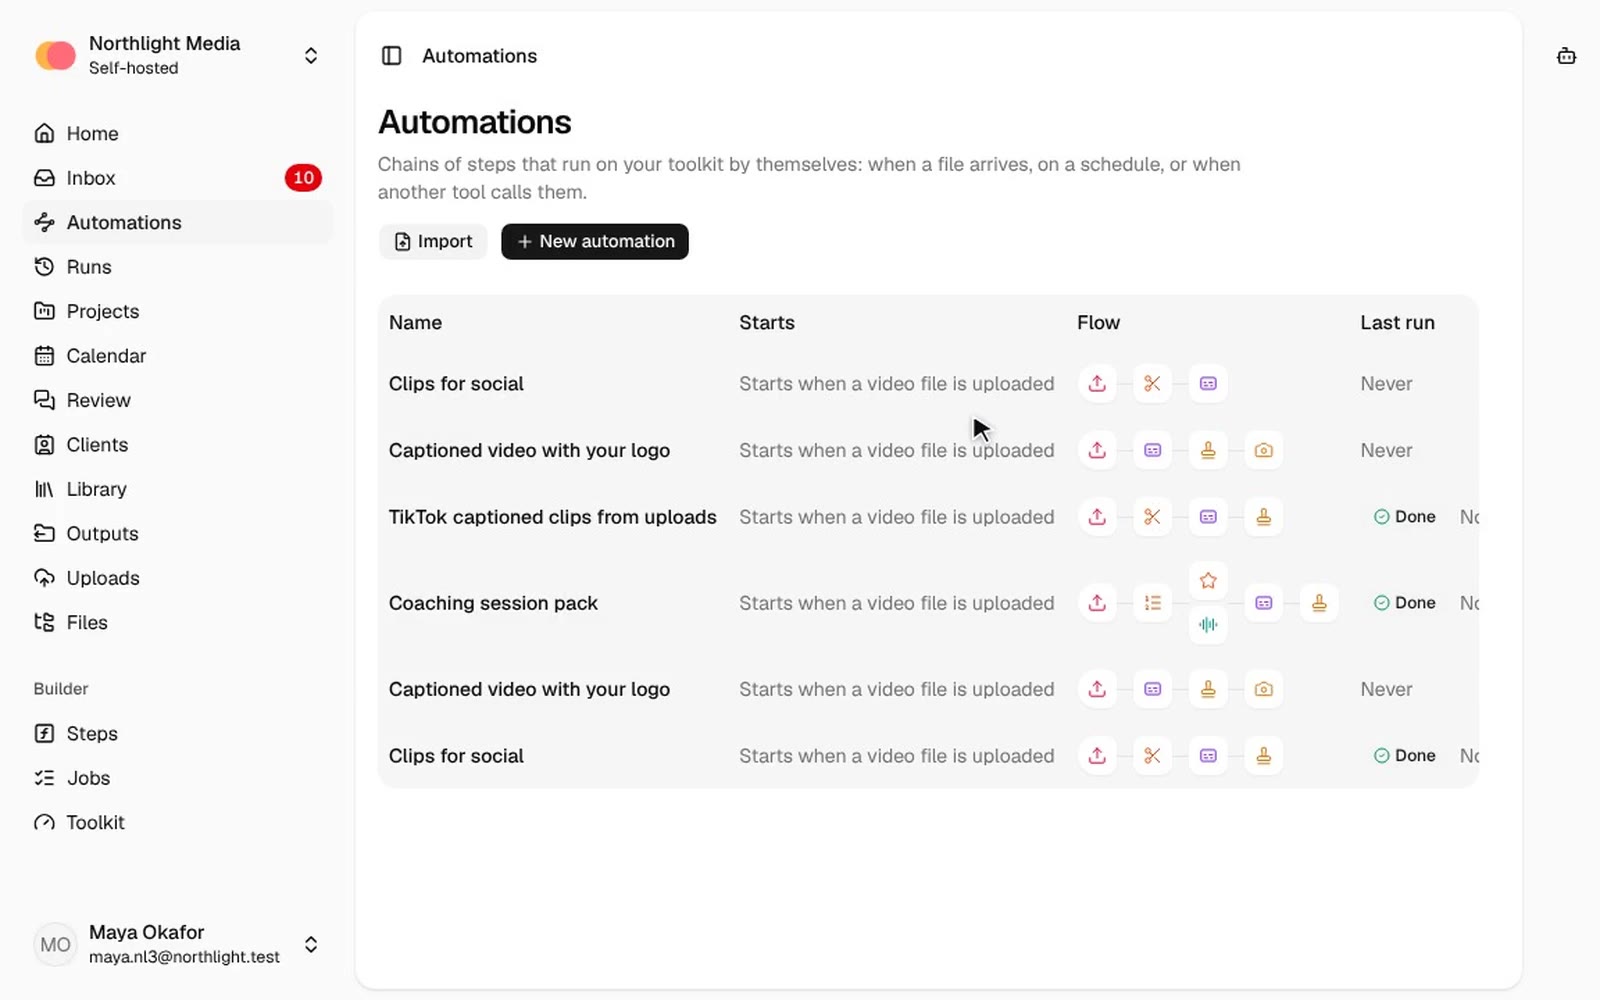 Northlight Media
Self-hosted
Home
Inbox 10
Automations
Runs
Projects
Calendar
Review
Clients
Library
Outputs
Uploads
Files
Builder
Steps
Jobs
Toolkit
MO
Maya Okafor
maya.nl3@northlight.test
Automations
Automations
Chains of steps that run on your toolkit by themselves: when a file arrives, on a schedule, or when
another tool calls them.
Import New automation
Name Starts Flow Last run
Clips for social Starts when a video file is uploaded Never
Captioned video with your logo Starts when a video file is uploaded Never
TikTok captioned clips from uploads Starts when a video file is uploaded Done
Coaching session pack Starts when a video file is uploaded Done
Captioned video with your logo Starts when a video file is uploaded Never
Clips for social Starts when a video file is uploaded Done